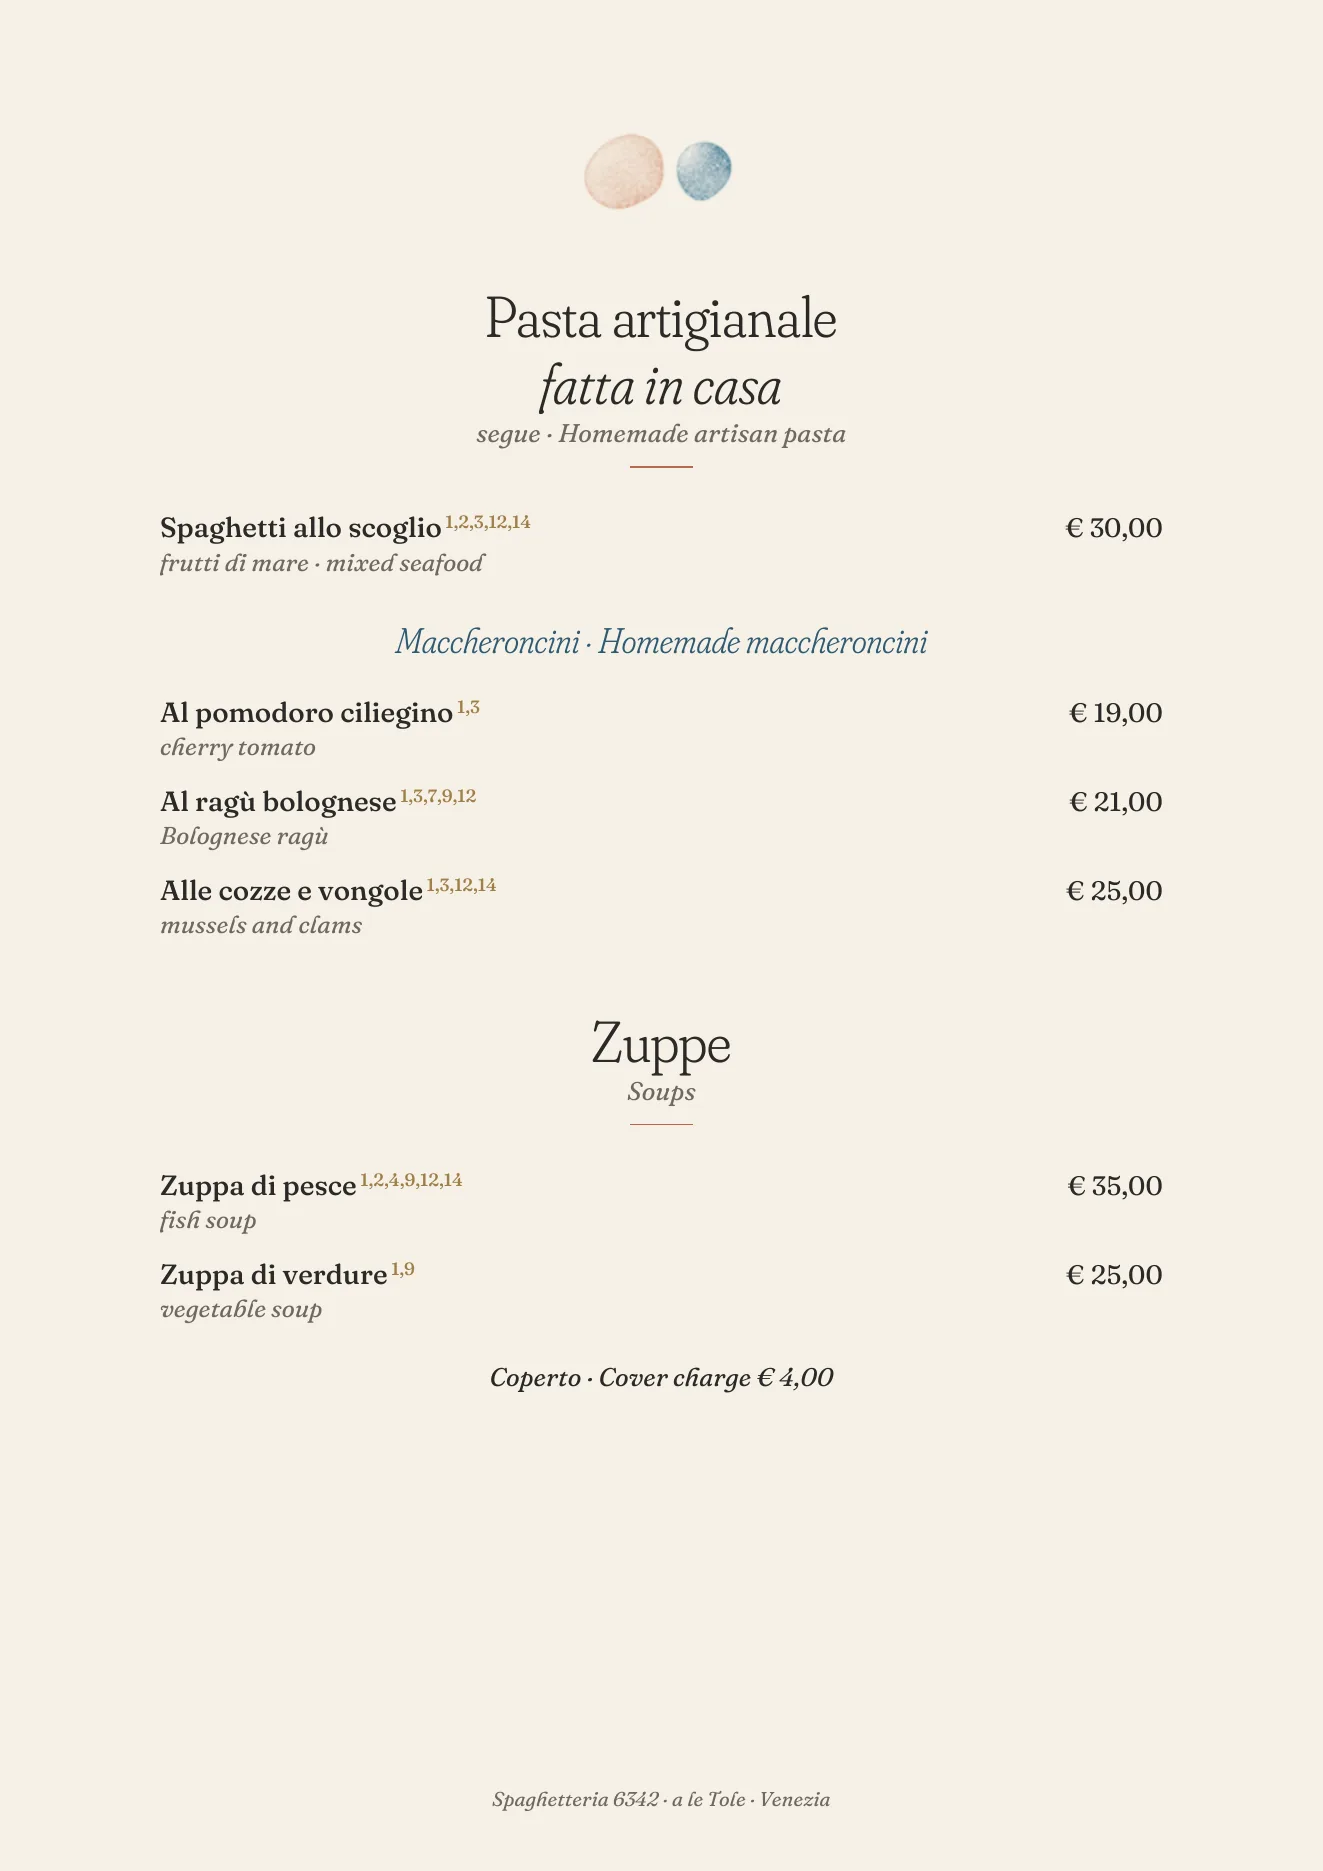 Pasta artigianale
fatta in casa
segue · Homemade artisan pasta
Spaghetti allo scoglio 1,2,3,12,14 € 30,00
frutti di mare · mixed seafood
Maccheroncini · Homemade maccheroncini
Al pomodoro ciliegino 1,3 € 19,00
cherry tomato
Al ragù bolognese 1,3,7,9,12 € 21,00
Bolognese ragù
Alle cozze e vongole 1,3,12,14 € 25,00
mussels and clams
Zuppe
Soups
Zuppa di pesce 1,2,4,9,12,14 € 35,00
fish soup
Zuppa di verdure 1,9 € 25,00
vegetable soup
Coperto · Cover charge € 4,00
Spaghetteria 6342 · a le Tole · Venezia